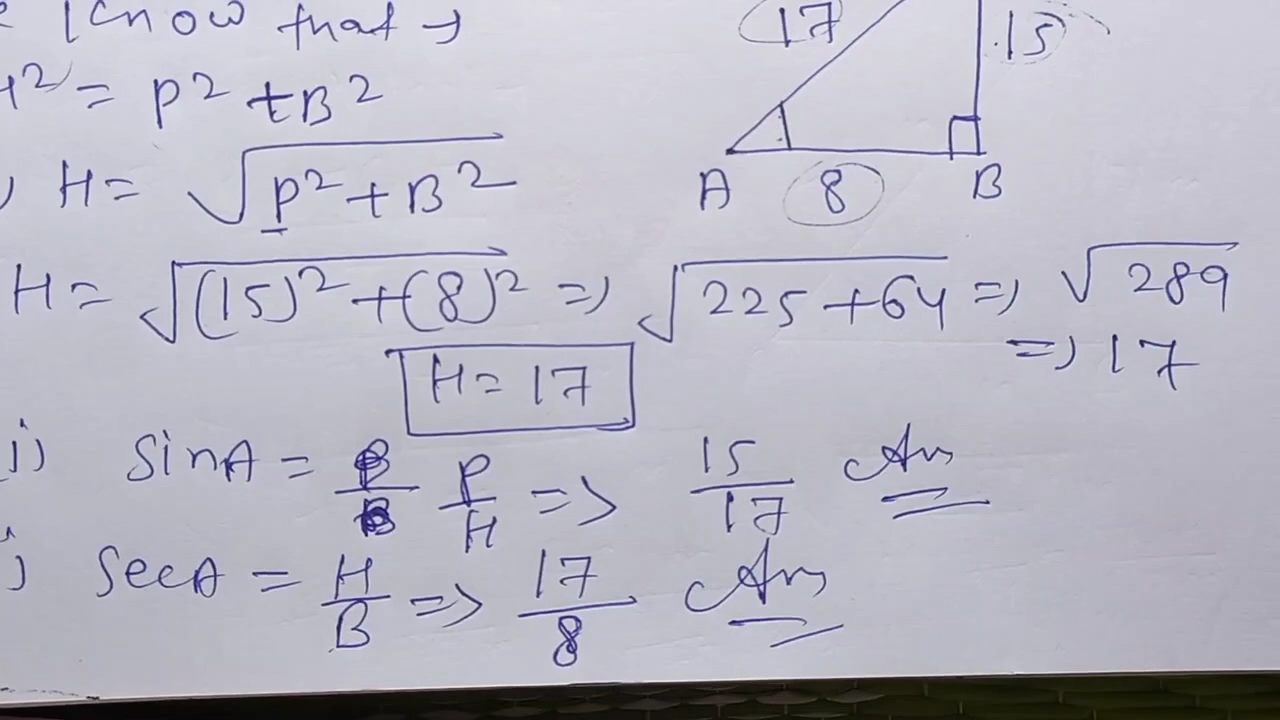 Know that →
H² = P² + B²
H = √P² + B²
H = √(15)² + (8)² => √225 + 64 => √289
=> 17
H = 17
i) SinA = P/H => 15/17 Ans
) SecA = H/B => 17/8 Ans
17
15
A 8 B